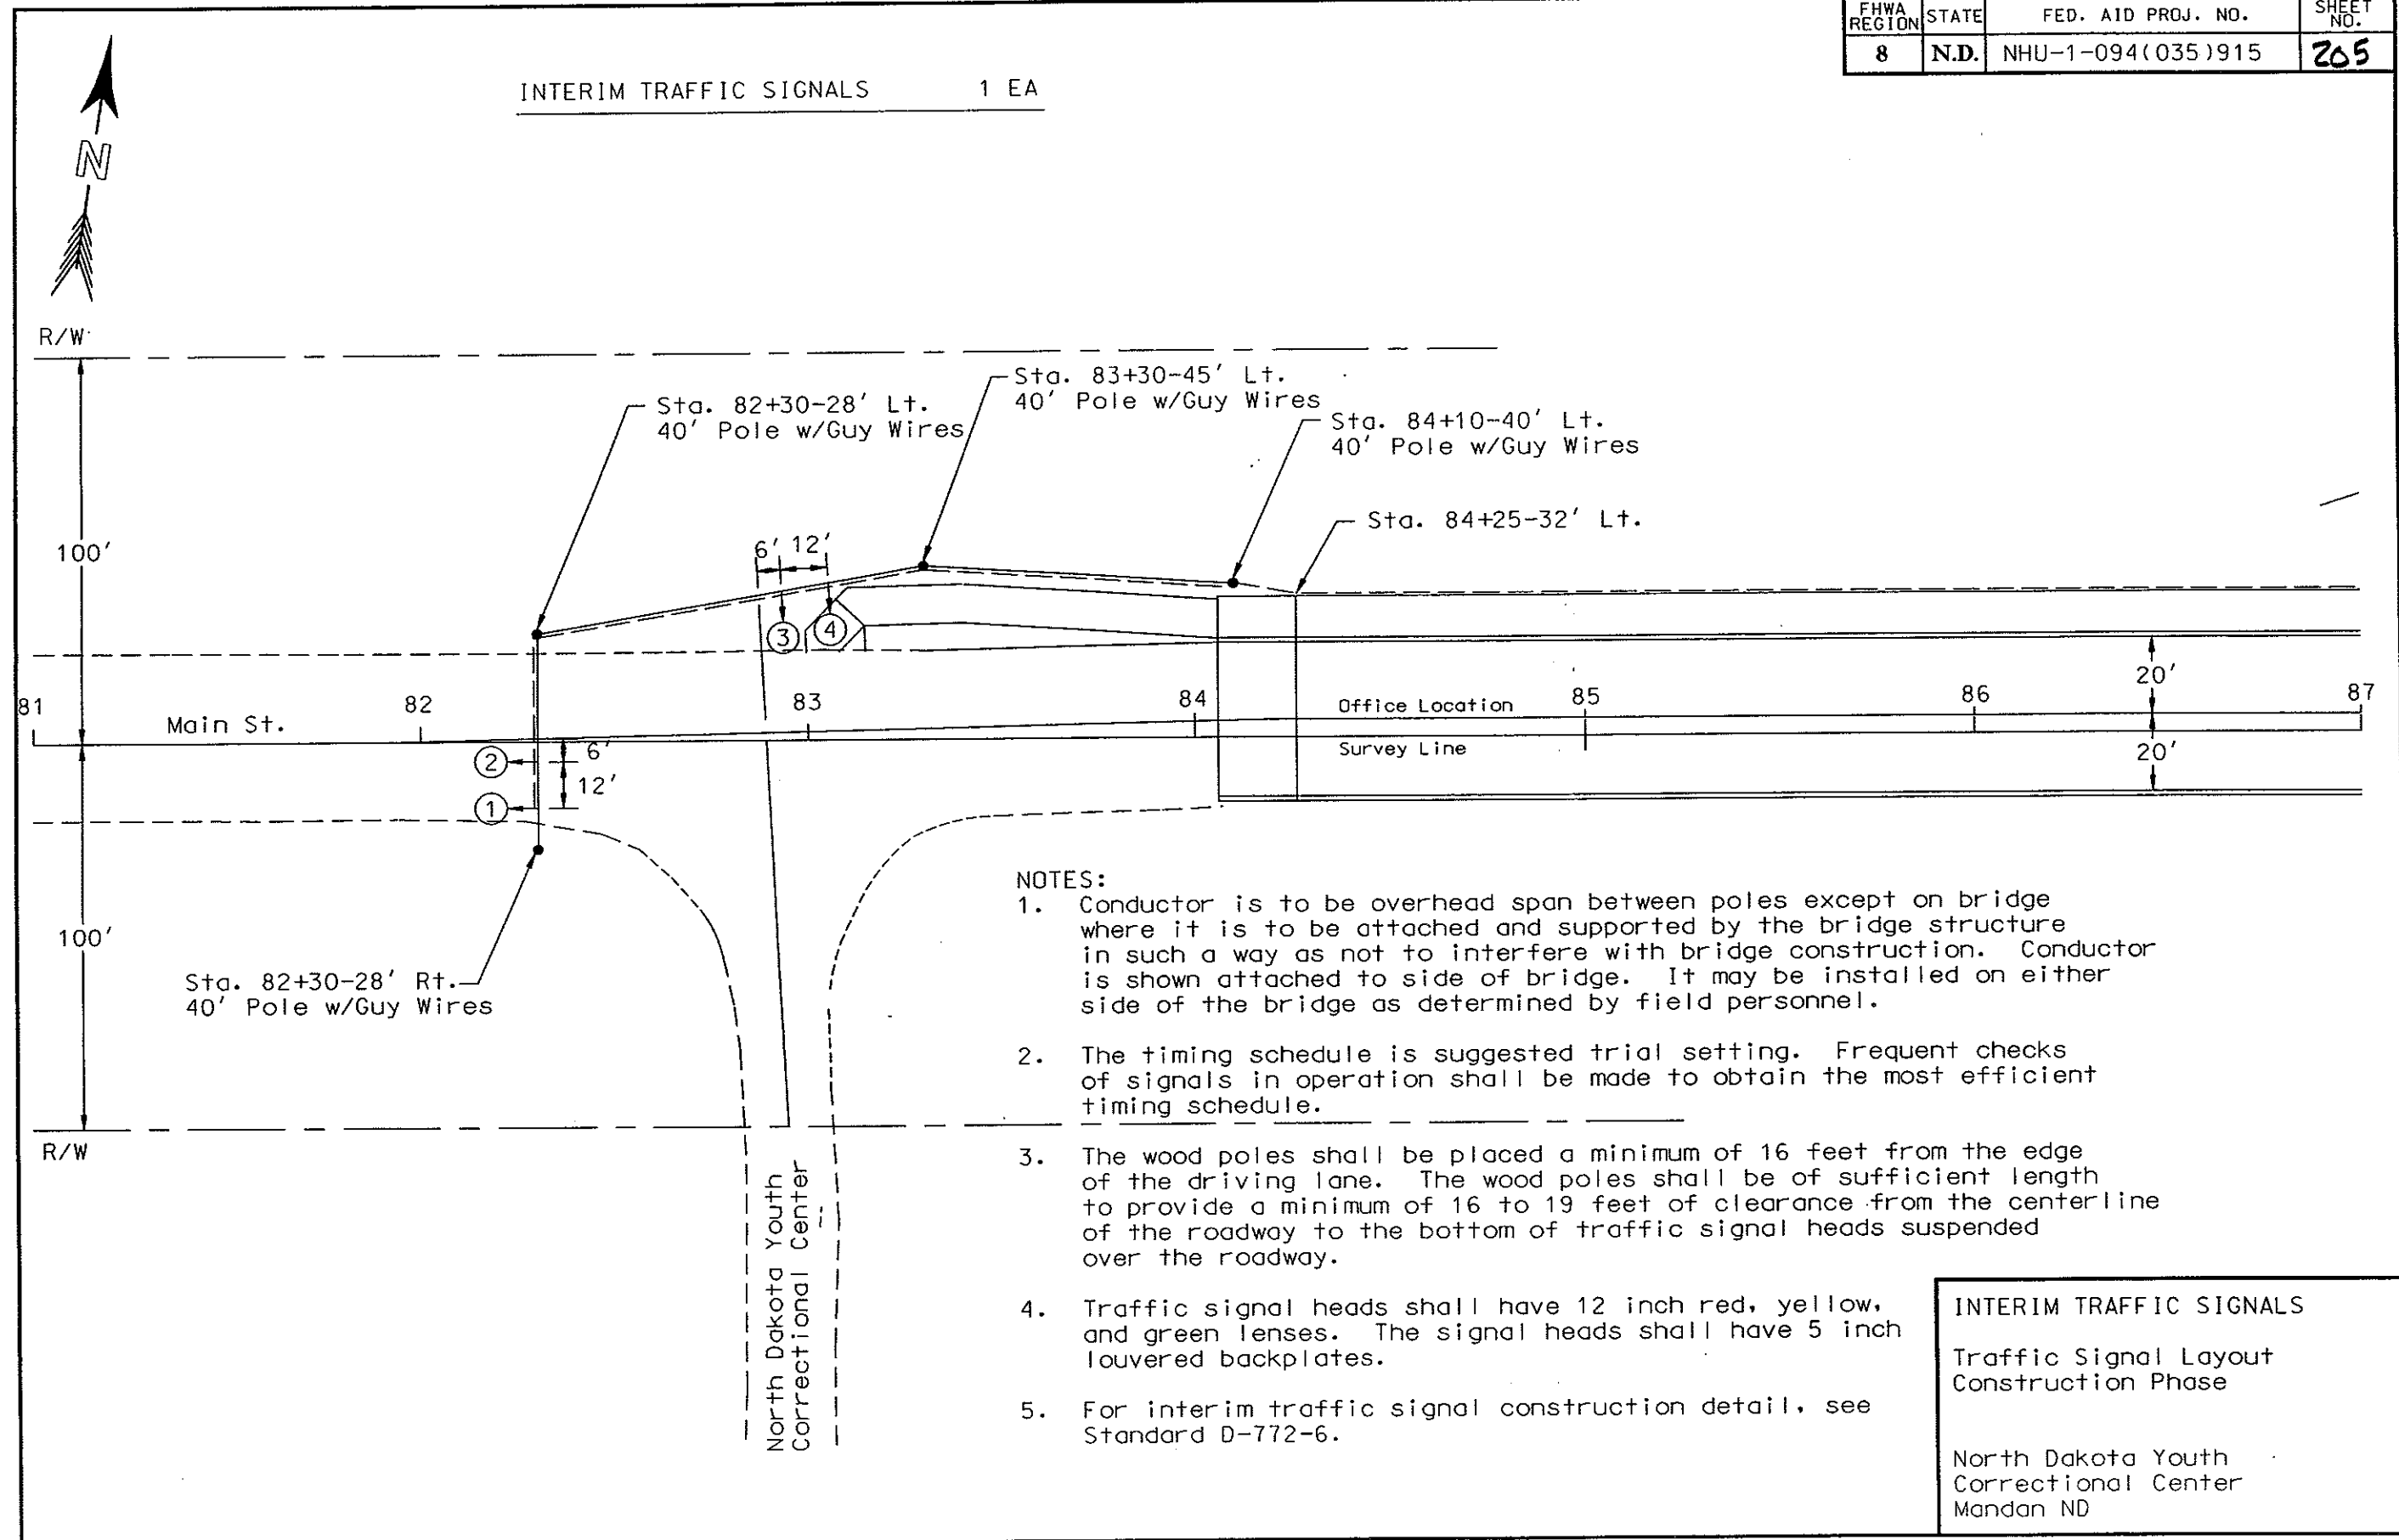 FHWA REGION STATE FED. AID PROJ. NO. SHEET NO.
8 N.D. NHU-1-094(035)915 205
INTERIM TRAFFIC SIGNALS 1 EA
N
R/W
Sta. 83+30-45' Lt.
40' Pole w/Guy Wires
Sta. 82+30-28' Lt.
40' Pole w/Guy Wires
Sta. 84+10-40' Lt.
40' Pole w/Guy Wires
Sta. 84+25-32' Lt.
100'
6' 12'
3 4
20'
81 82 83 84 85 86 87
Main St.
Office Location
Survey Line
2 6'
20'
1 12'
100'
Sta. 82+30-28' Rt.
40' Pole w/Guy Wires
R/W
North Dakota Youth
Correctional Center
NOTES:
1. Conductor is to be overhead span between poles except on bridge
where it is to be attached and supported by the bridge structure
in such a way as not to interfere with bridge construction. Conductor
is shown attached to side of bridge. It may be installed on either
side of the bridge as determined by field personnel.
2. The timing schedule is suggested trial setting. Frequent checks
of signals in operation shall be made to obtain the most efficient
timing schedule.
3. The wood poles shall be placed a minimum of 16 feet from the edge
of the driving lane. The wood poles shall be of sufficient length
to provide a minimum of 16 to 19 feet of clearance from the centerline
of the roadway to the bottom of traffic signal heads suspended
over the roadway.
4. Traffic signal heads shall have 12 inch red, yellow,
and green lenses. The signal heads shall have 5 inch
louvered backplates.
5. For interim traffic signal construction detail, see
Standard D-772-6.
INTERIM TRAFFIC SIGNALS
Traffic Signal Layout
Construction Phase
North Dakota Youth
Correctional Center
Mandan ND